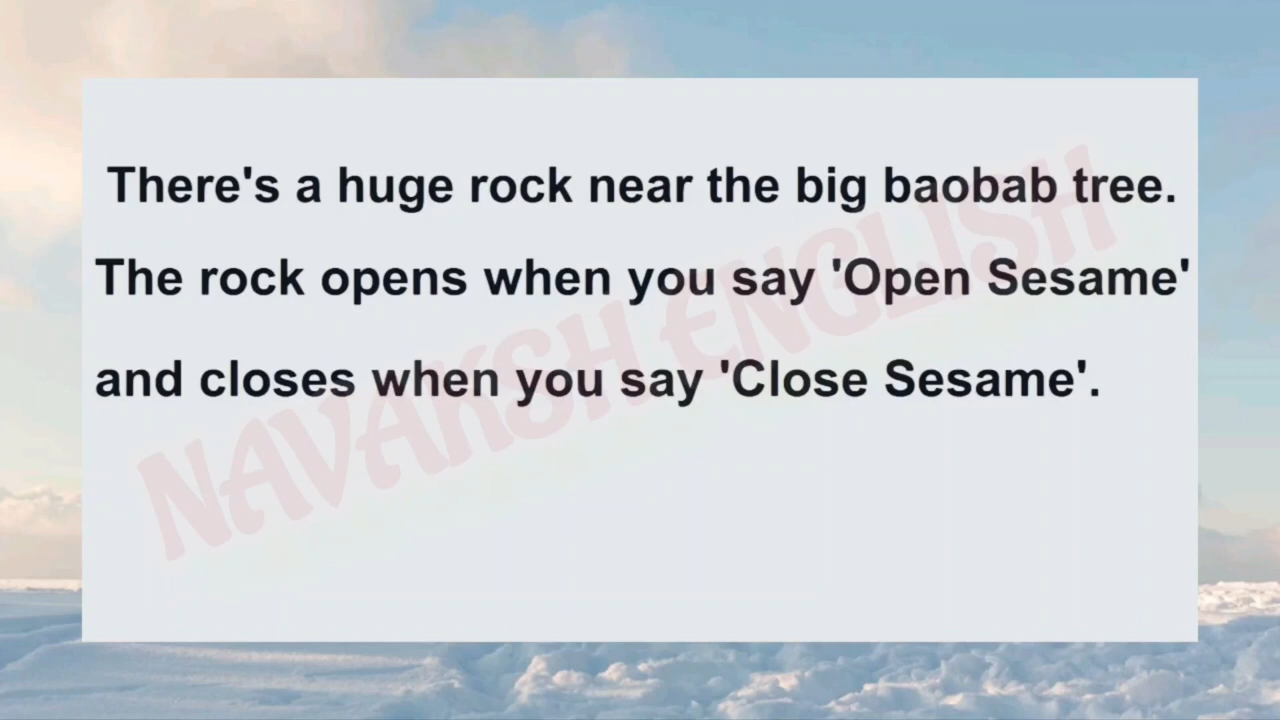 There's a huge rock near the big baobab tree.
The rock opens when you say 'Open Sesame'
and closes when you say 'Close Sesame'.
NAVAKSH ENGLISH